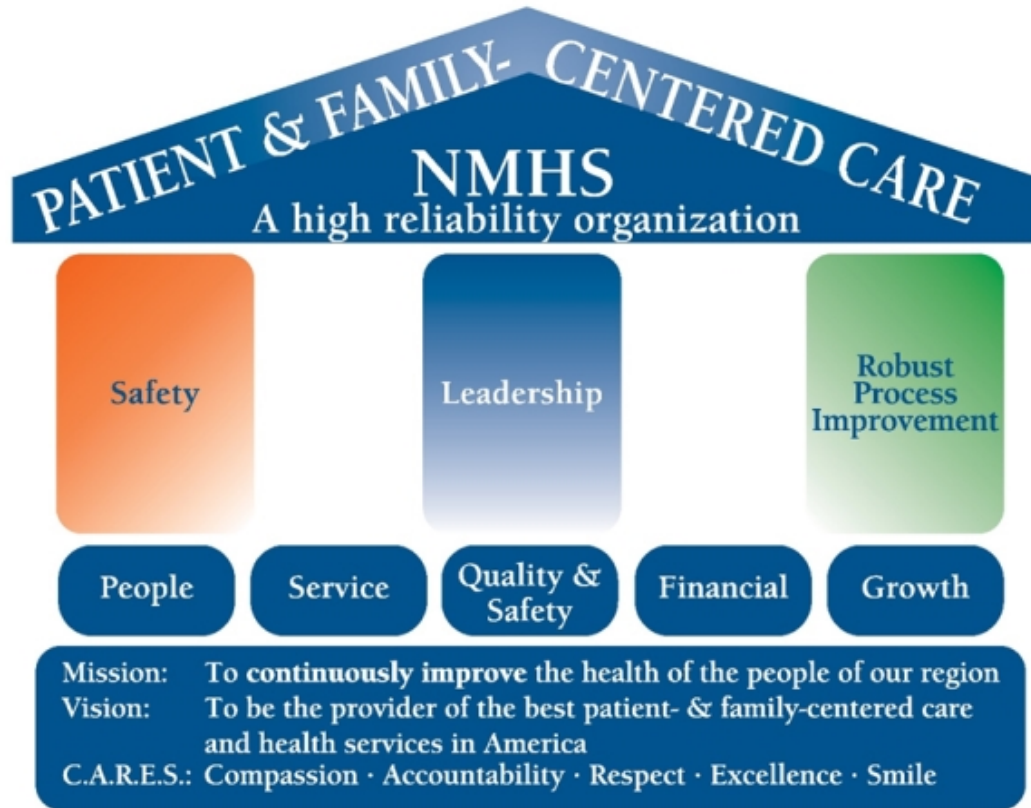 PATIENT & FAMILY- CENTERED CARE
NMHS
A high reliability organization
Safety
Leadership
Robust
Process
Improvement
People
Service
Quality &
Safety
Financial
Growth
Mission: To continuously improve the health of the people of our region
Vision: To be the provider of the best patient- & family-centered care
and health services in America
C.A.R.E.S.: Compassion · Accountability · Respect · Excellence · Smile